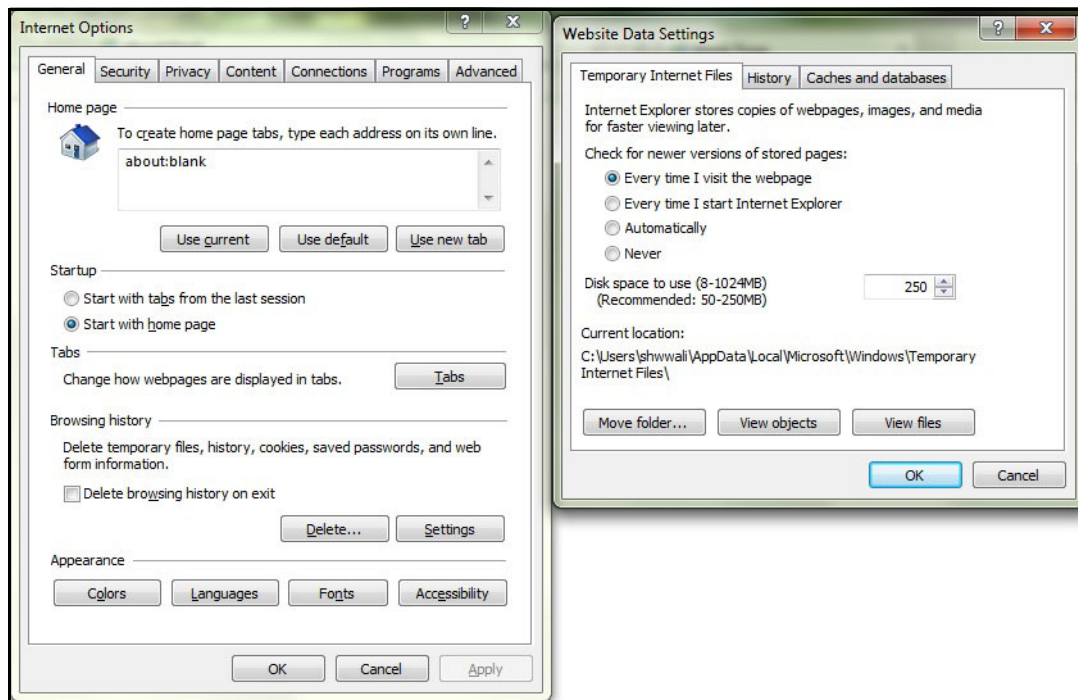 Internet Options
General Security Privacy Content Connections Programs Advanced
Home page
To create home page tabs, type each address on its own line.
about:blank
Use current Use default Use new tab
Startup
Start with tabs from the last session
Start with home page
Tabs
Change how webpages are displayed in tabs. Tabs
Browsing history
Delete temporary files, history, cookies, saved passwords, and web
form information.
Delete browsing history on exit
Delete... Settings
Appearance
Colors Languages Fonts Accessibility
OK Cancel Apply
Website Data Settings
Temporary Internet Files History Caches and databases
Internet Explorer stores copies of webpages, images, and media
for faster viewing later.
Check for newer versions of stored pages:
Every time I visit the webpage
Every time I start Internet Explorer
Automatically
Never
Disk space to use (8-1024MB) 250
(Recommended: 50-250MB)
Current location:
C:\Users\shwwali\AppData\Local\Microsoft\Windows\Temporary
Internet Files\
Move folder... View objects View files
OK Cancel